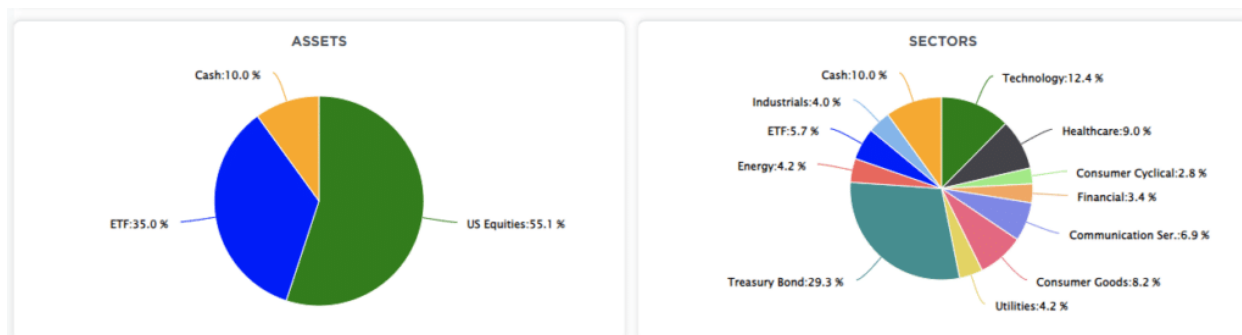 ASSETS
Cash:10.0 %
ETF:35.0 %
US Equities:55.1 %
SECTORS
Cash:10.0 %
Technology:12.4 %
Industrials:4.0 %
ETF:5.7 %
Healthcare:9.0 %
Energy:4.2 %
Consumer Cyclical:2.8 %
Financial:3.4 %
Communication Ser.:6.9 %
Treasury Bond:29.3 %
Consumer Goods:8.2 %
Utilities:4.2 %